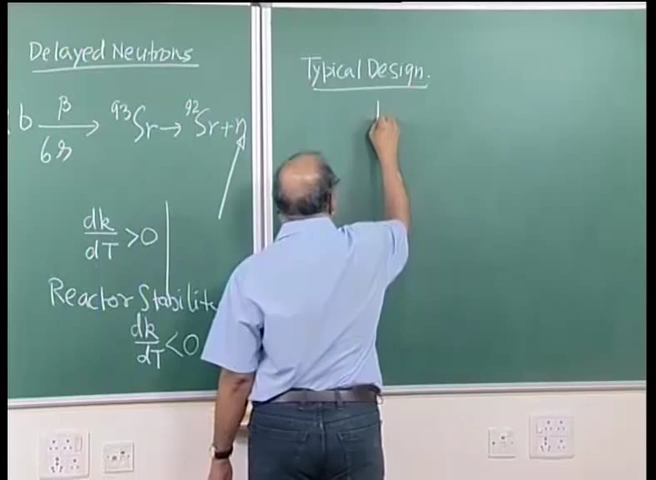 Delayed Neutrons
b β 6s → ⁹³Sr → ⁹²Sr + n
dk/dT > 0
Reactor Stabilit
dk/dT < 0
Typical Design.